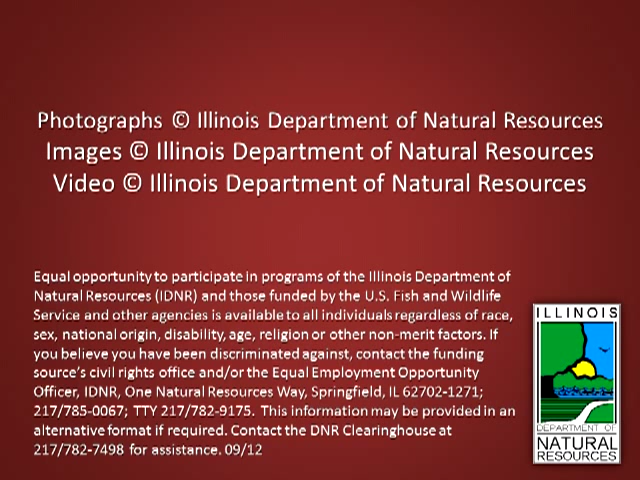 Photographs © Illinois Department of Natural Resources
Images © Illinois Department of Natural Resources
Video © Illinois Department of Natural Resources
Equal opportunity to participate in programs of the Illinois Department of
Natural Resources (IDNR) and those funded by the U.S. Fish and Wildlife
Service and other agencies is available to all individuals regardless of race,
sex, national origin, disability, age, religion or other non-merit factors. If
you believe you have been discriminated against, contact the funding
source's civil rights office and/or the Equal Employment Opportunity
Officer, IDNR, One Natural Resources Way, Springfield, IL 62702-1271;
217/785-0067; TTY 217/782-9175. This information may be provided in an
alternative format if required. Contact the DNR Clearinghouse at
217/782-7498 for assistance. 09/12
ILLINOIS
DEPARTMENT OF
NATURAL
RESOURCES